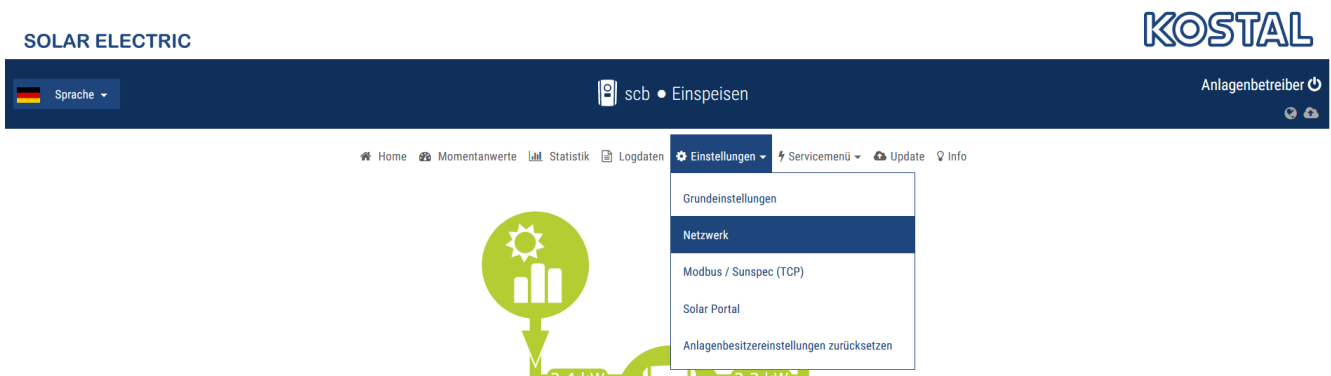 SOLAR ELECTRIC
KOSTAL
Sprache
scb • Einspeisen
Anlagenbetreiber
Home Momentanwerte Statistik Logdaten Einstellungen Servicemenü Update Info
Grundeinstellungen
Netzwerk
Modbus / Sunspec (TCP)
Solar Portal
Anlagenbesitzereinstellungen zurücksetzen